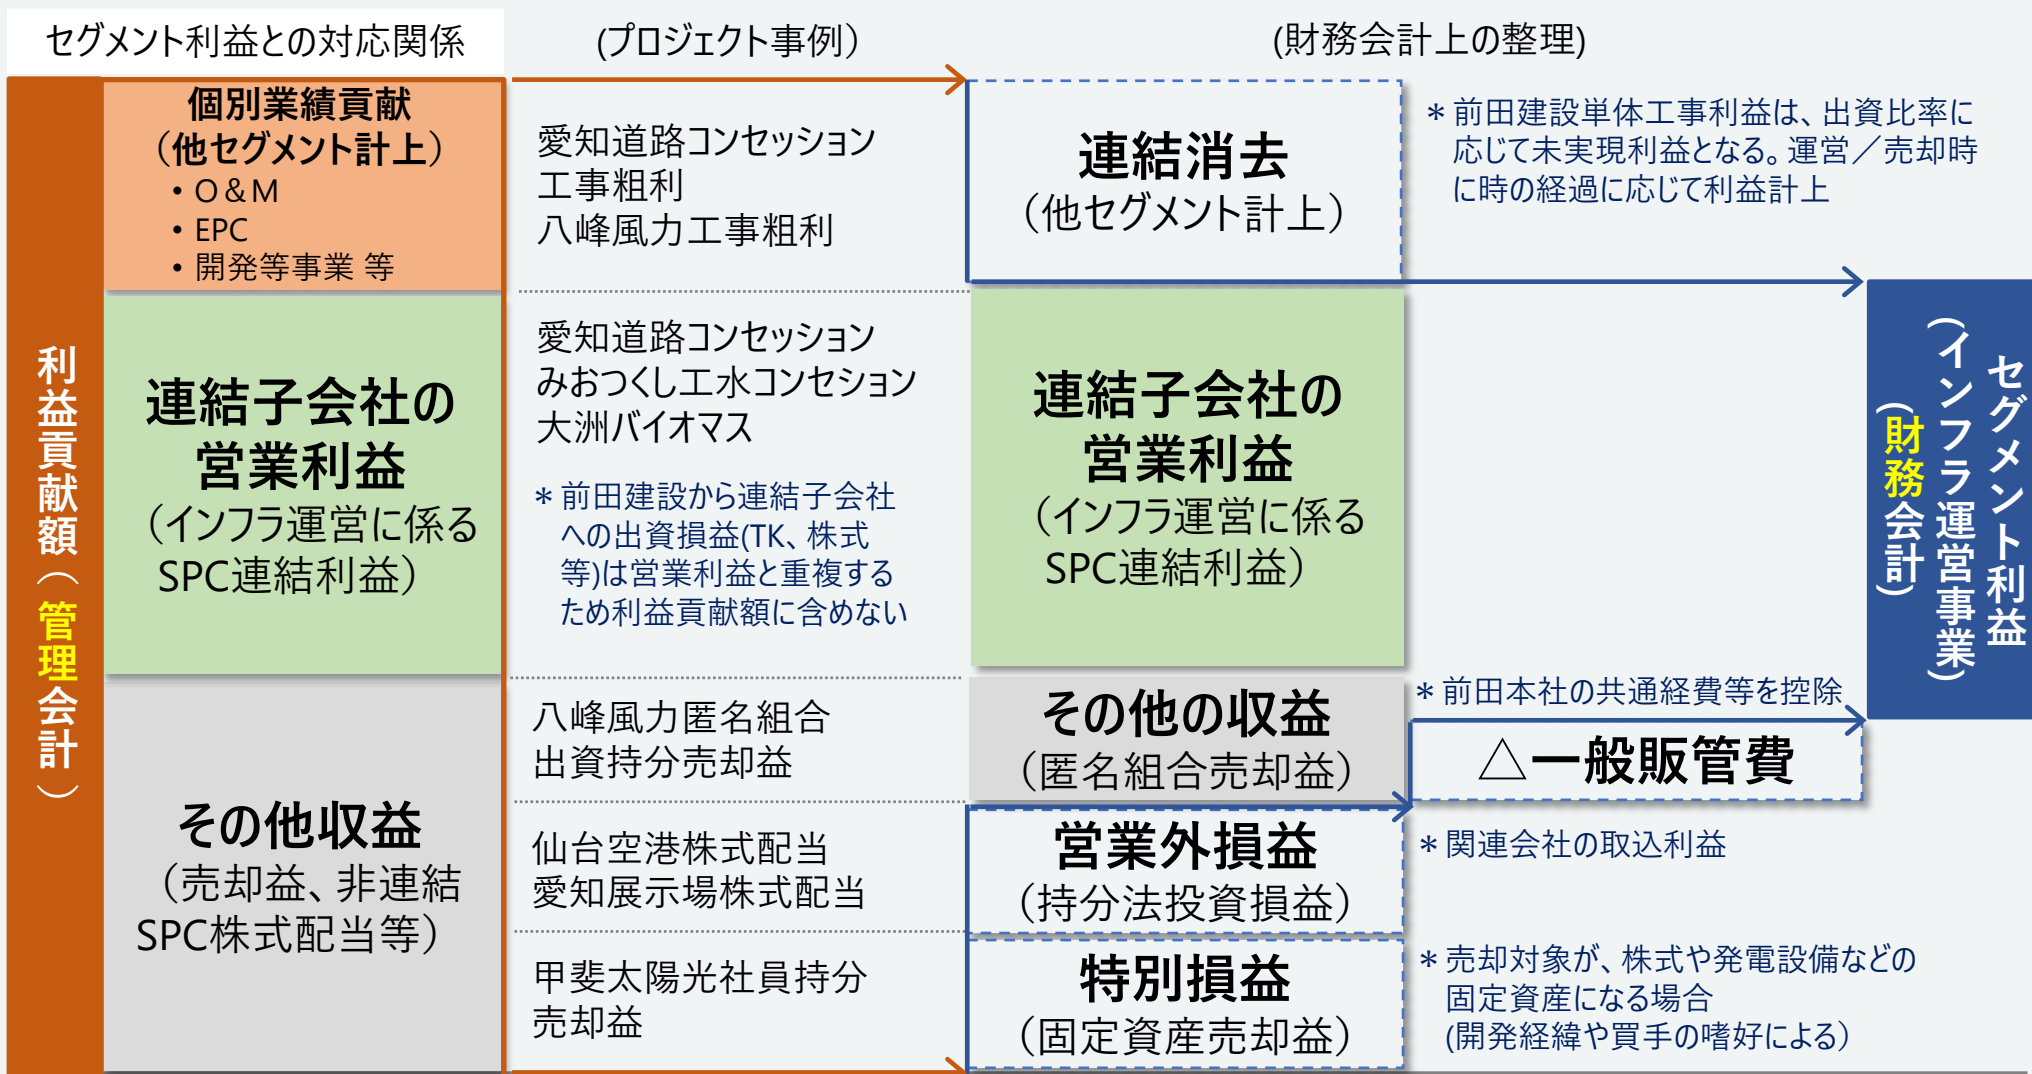 セグメント利益との対応関係
(プロジェクト事例)
(財務会計上の整理)
利益貢献額（管理会計）
個別業績貢献
（他セグメント計上）
・O＆M
・EPC
・開発等事業 等
愛知道路コンセッション
工事粗利
八峰風力工事粗利
連結消去
（他セグメント計上）
＊前田建設単体工事利益は、出資比率に
応じて未実現利益となる。運営／売却時
に時の経過に応じて利益計上
連結子会社の
営業利益
（インフラ運営に係る
SPC連結利益）
愛知道路コンセッション
みおつくし工水コンセション
大洲バイオマス
＊前田建設から連結子会社
への出資損益(TK、株式
等)は営業利益と重複する
ため利益貢献額に含めない
連結子会社の
営業利益
（インフラ運営に係る
SPC連結利益）
セグメント利益
(インフラ運営事業)
(財務会計)
その他収益
（売却益、非連結
SPC株式配当等）
八峰風力匿名組合
出資持分売却益
その他の収益
（匿名組合売却益）
＊前田本社の共通経費等を控除
△一般販管費
仙台空港株式配当
愛知展示場株式配当
営業外損益
（持分法投資損益）
＊関連会社の取込利益
甲斐太陽光社員持分
売却益
特別損益
（固定資産売却益）
＊売却対象が、株式や発電設備などの
固定資産になる場合
(開発経緯や買手の嗜好による）